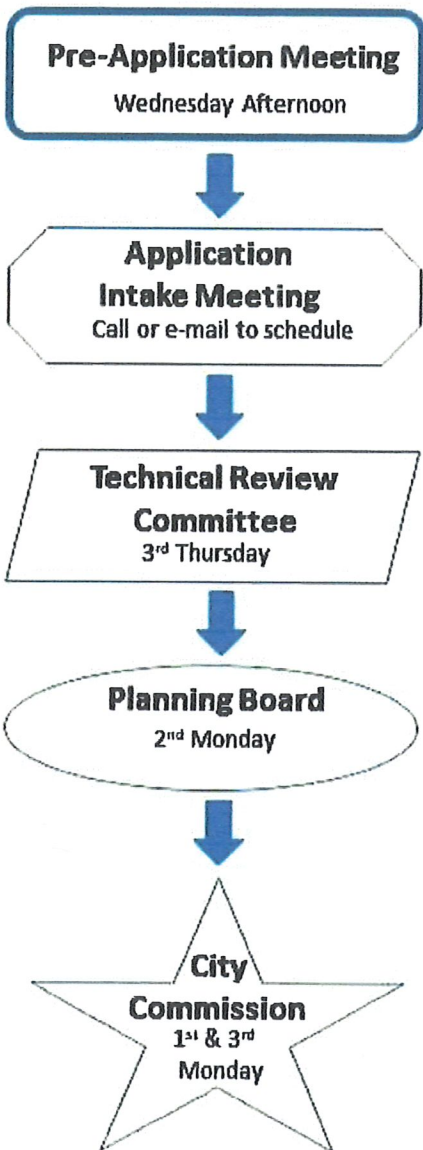 Pre-Application Meeting
Wednesday Afternoon
Application
Intake Meeting
Call or e-mail to schedule
Technical Review
Committee
3rd Thursday
Planning Board
2nd Monday
City
Commission
1st & 3rd
Monday